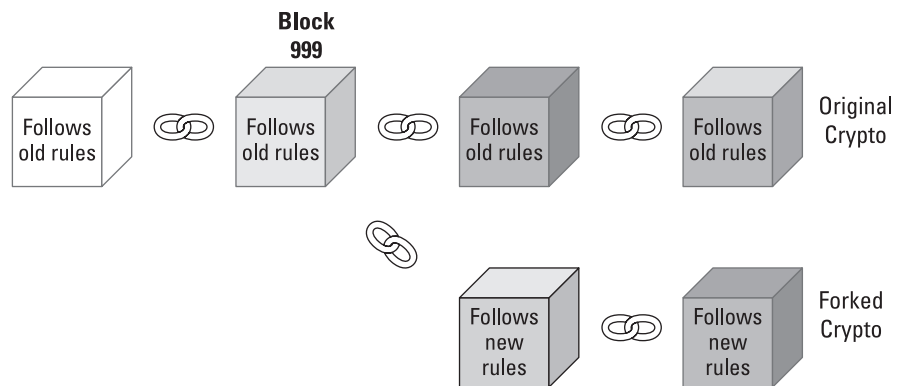 Block
999
Follows
old rules
Follows
old rules
Follows
old rules
Follows
old rules
Original
Crypto
Follows
new
rules
Follows
new
rules
Forked
Crypto